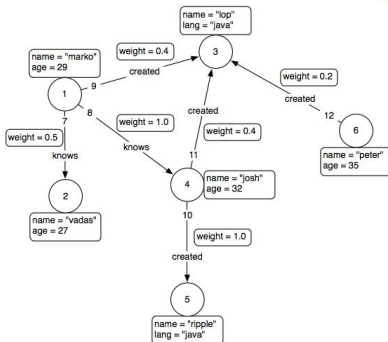 name = "lop"
lang = "java"
name = "marko"
age = 29
weight = 0.4
3
weight = 0.2
created
9
1
8
7
created
weight = 1.0
created
12
6
weight = 0.5
knows
knows
weight = 0.4
name = "peter"
age = 35
11
2
4
name = "josh"
age = 32
10
name = "vadas"
age = 27
weight = 1.0
created
5
name = "ripple"
lang = "java"